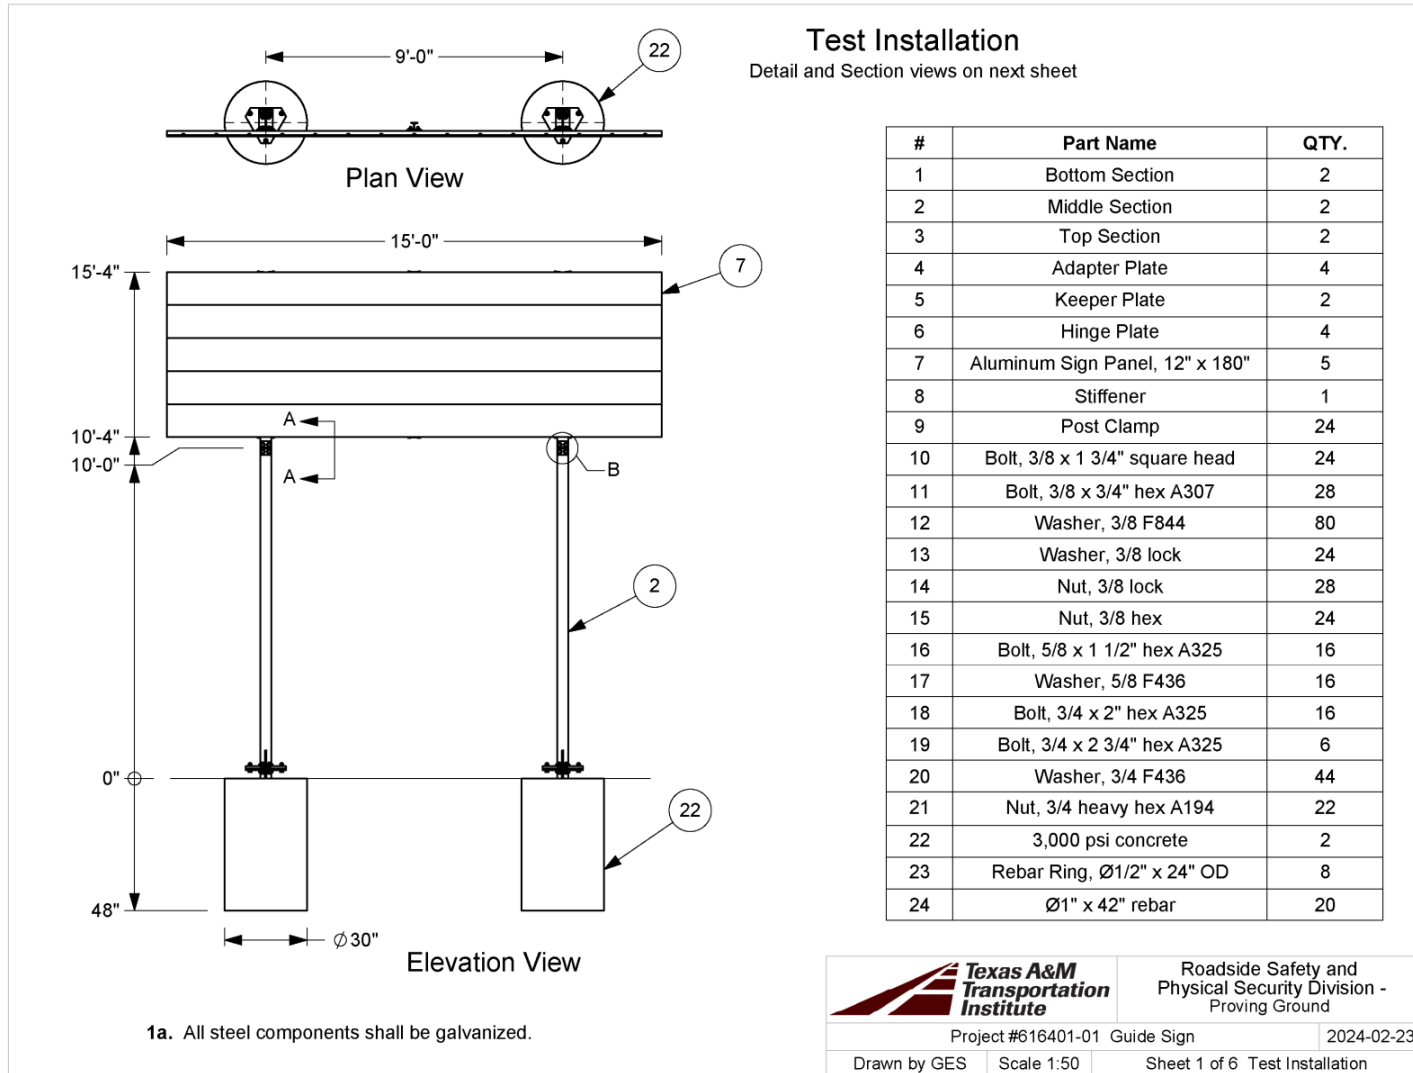 Test Installation
Detail and Section views on next sheet
9'-0"
22
Plan View
15'-0"
15'-4"
7
10'-4"
10'-0"
A
A
B
2
0"
22
48"
Ø30"
Elevation View
1a. All steel components shall be galvanized.
# Part Name QTY.
1 Bottom Section 2
2 Middle Section 2
3 Top Section 2
4 Adapter Plate 4
5 Keeper Plate 2
6 Hinge Plate 4
7 Aluminum Sign Panel, 12" x 180" 5
8 Stiffener 1
9 Post Clamp 24
10 Bolt, 3/8 x 1 3/4" square head 24
11 Bolt, 3/8 x 3/4" hex A307 28
12 Washer, 3/8 F844 80
13 Washer, 3/8 lock 24
14 Nut, 3/8 lock 28
15 Nut, 3/8 hex 24
16 Bolt, 5/8 x 1 1/2" hex A325 16
17 Washer, 5/8 F436 16
18 Bolt, 3/4 x 2" hex A325 16
19 Bolt, 3/4 x 2 3/4" hex A325 6
20 Washer, 3/4 F436 44
21 Nut, 3/4 heavy hex A194 22
22 3,000 psi concrete 2
23 Rebar Ring, Ø1/2" x 24" OD 8
24 Ø1" x 42" rebar 20
Texas A&M
Transportation
Institute
Roadside Safety and
Physical Security Division -
Proving Ground
Project #616401-01 Guide Sign 2024-02-23
Drawn by GES Scale 1:50 Sheet 1 of 6 Test Installation